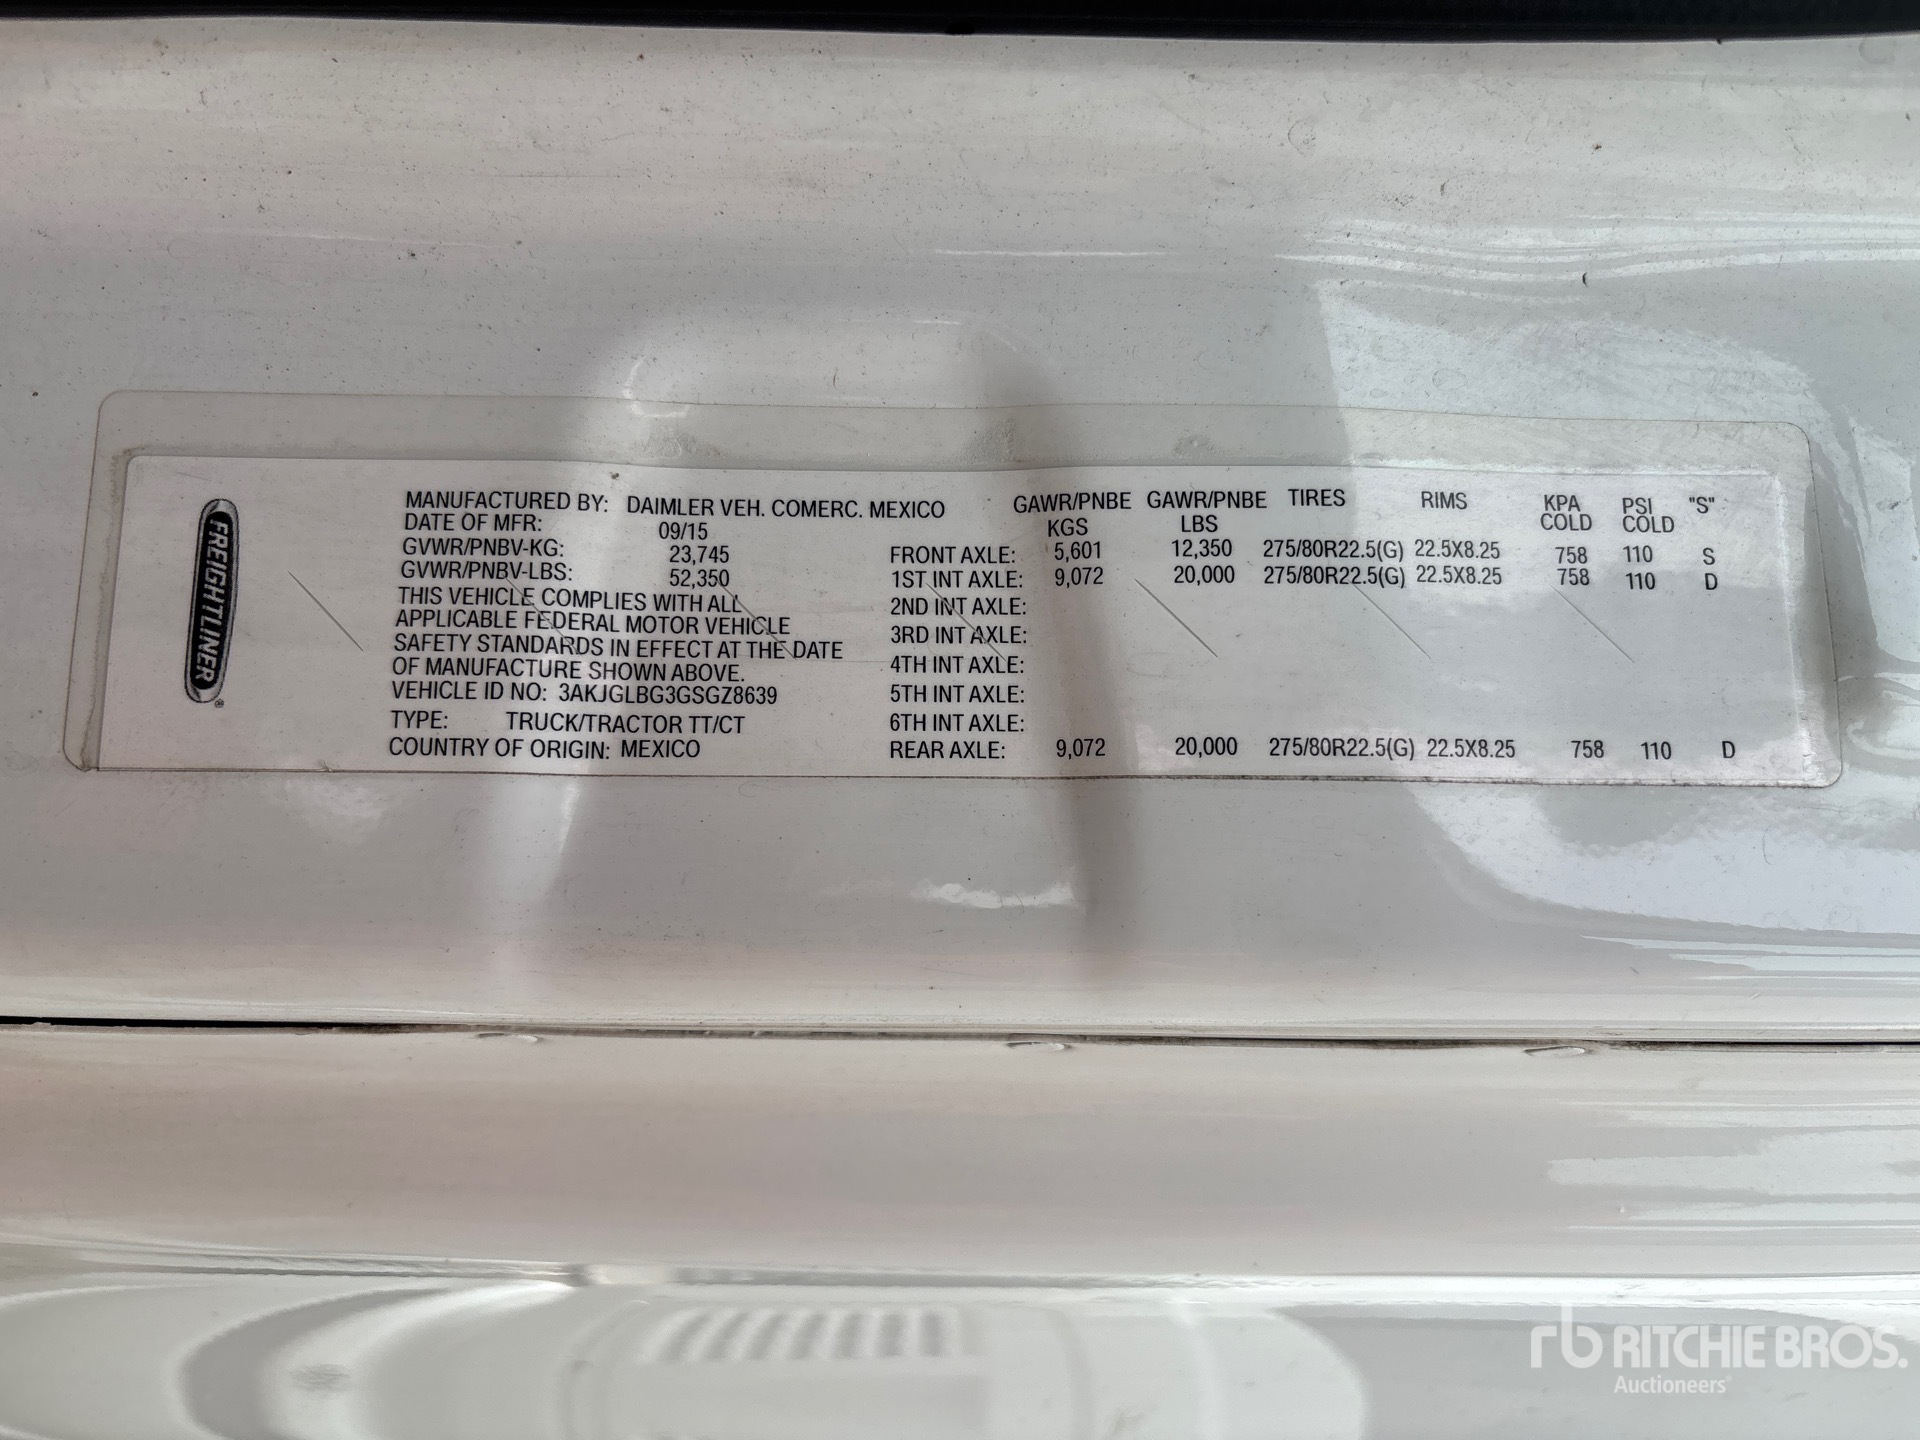 FREIGHTLINER®
MANUFACTURED BY: DAIMLER VEH. COMERC. MEXICO
DATE OF MFR: 09/15
GVWR/PNBV-KG: 23,745
GVWR/PNBV-LBS: 52,350
THIS VEHICLE COMPLIES WITH ALL
APPLICABLE FEDERAL MOTOR VEHICLE
SAFETY STANDARDS IN EFFECT AT THE DATE
OF MANUFACTURE SHOWN ABOVE.
VEHICLE ID NO: 3AKJGLBG3GSGZ8639
TYPE: TRUCK/TRACTOR TT/CT
COUNTRY OF ORIGIN: MEXICO
GAWR/PNBE GAWR/PNBE TIRES RIMS KPA PSI "S"
KGS LBS COLD COLD
FRONT AXLE: 5,601 12,350 275/80R22.5(G) 22.5X8.25 758 110 S
1ST INT AXLE: 9,072 20,000 275/80R22.5(G) 22.5X8.25 758 110 D
2ND INT AXLE:
3RD INT AXLE:
4TH INT AXLE:
5TH INT AXLE:
6TH INT AXLE:
REAR AXLE: 9,072 20,000 275/80R22.5(G) 22.5X8.25 758 110 D
rb RITCHIE BROS.
Auctioneers